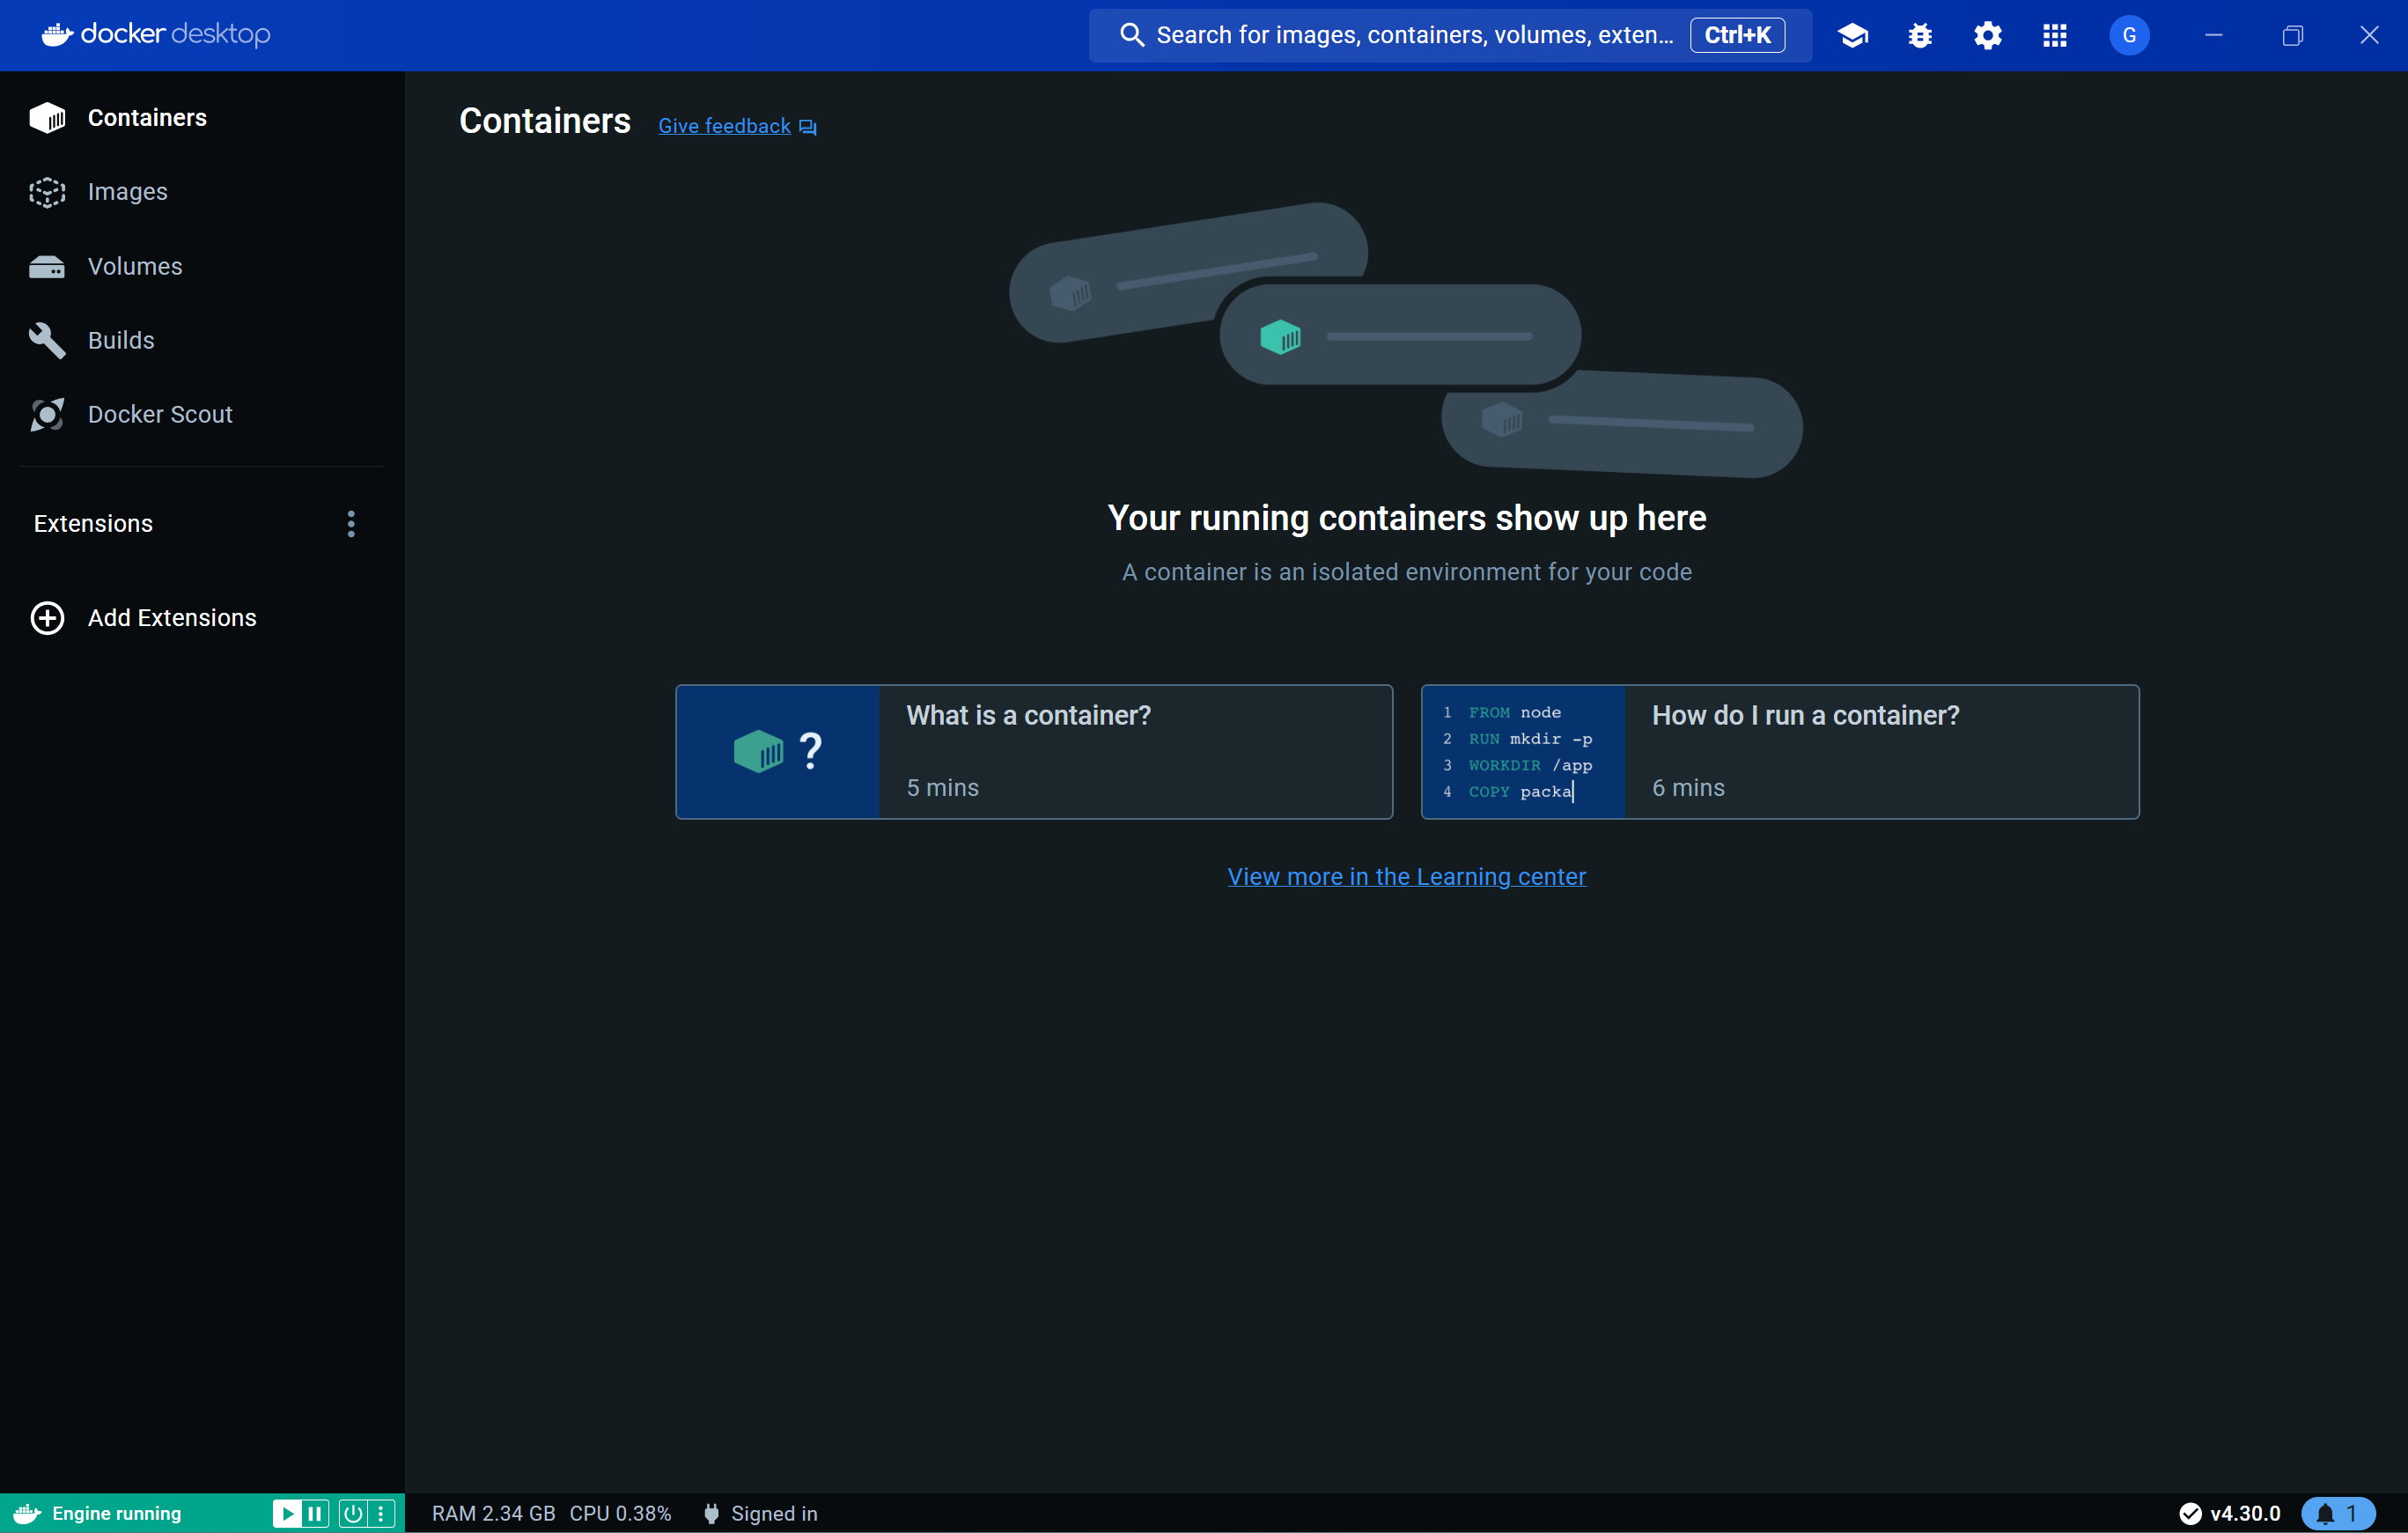 docker desktop
Search for images, containers, volumes, exten... Ctrl+K
G
Containers
Images
Volumes
Builds
Docker Scout
Extensions
Add Extensions
Containers Give feedback
Your running containers show up here
A container is an isolated environment for your code
?
What is a container?
5 mins
1 FROM node
2 RUN mkdir -p
3 WORKDIR /app
4 COPY packa
How do I run a container?
6 mins
View more in the Learning center
Engine running
RAM 2.34 GB CPU 0.38% Signed in
v4.30.0 1